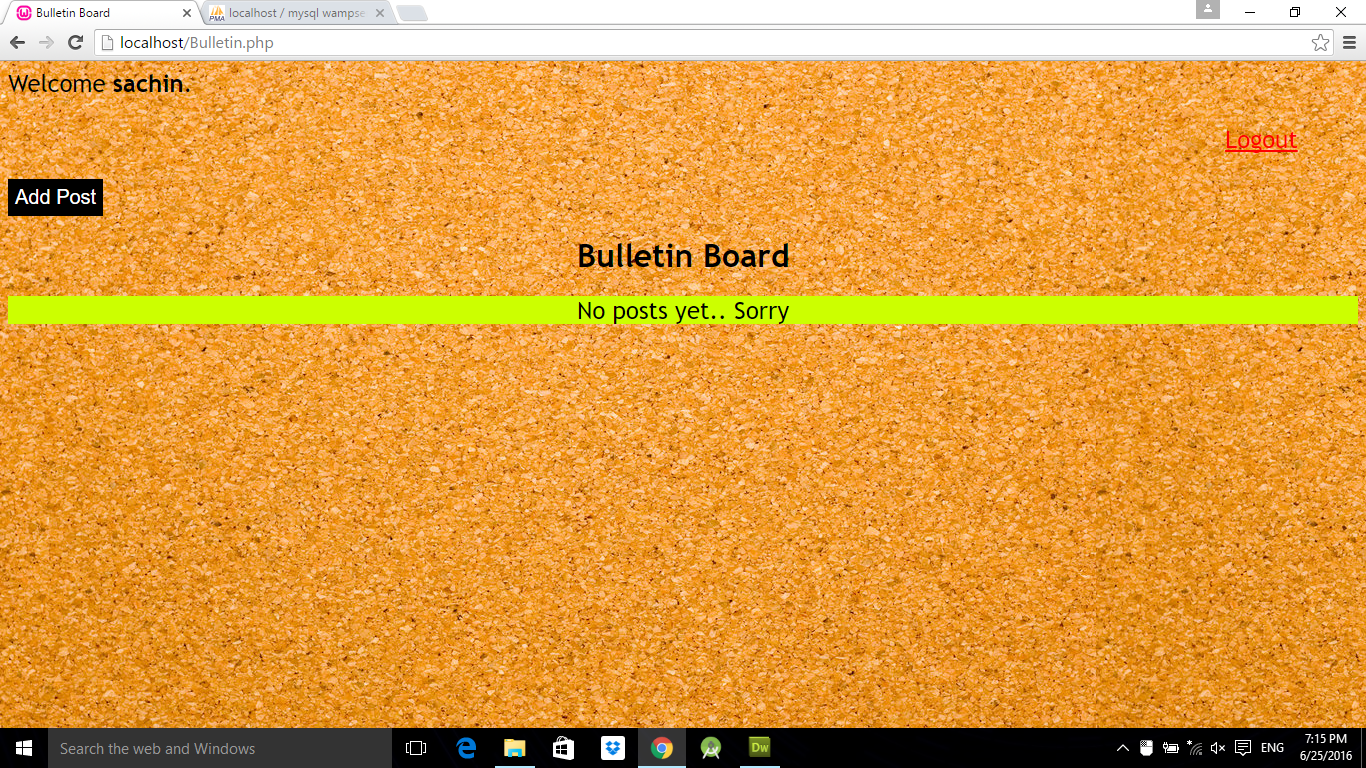 Bulletin Board
localhost / mysql wampse
localhost/Bulletin.php
Welcome sachin.
Logout
Add Post
Bulletin Board
No posts yet.. Sorry
Search the web and Windows
Dw
ENG
7:15 PM
6/25/2016